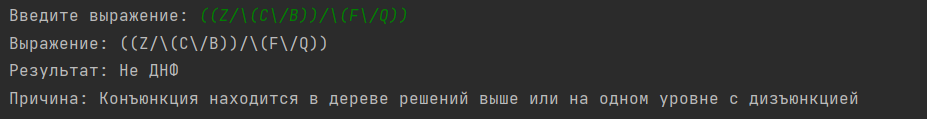 Введите выражение: ((Z/\(C\/B))/\(F\/Q))
Выражение: ((Z/\(C\/B))/\(F\/Q))
Результат: Не ДНФ
Причина: Конъюнкция находится в дереве решений выше или на одном уровне с дизъюнкцией